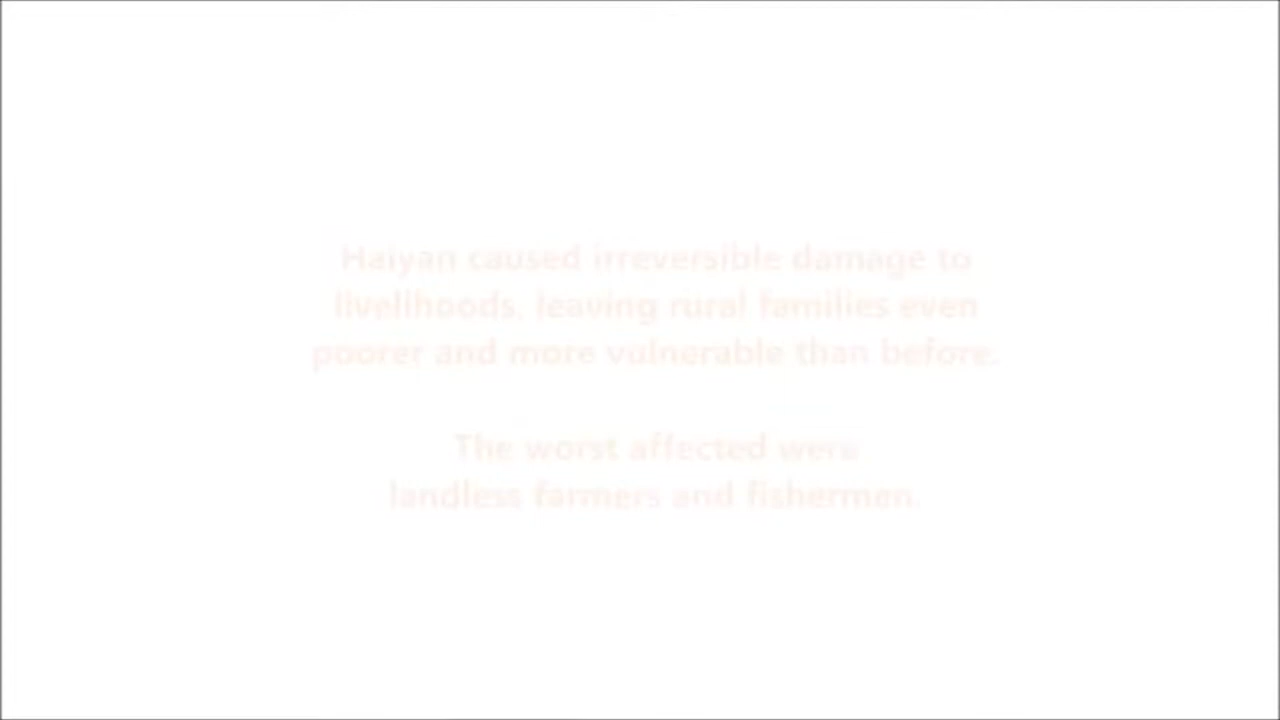 Haiyan caused irreversible damage to
livelihoods, leaving rural families even
poorer and more vulnerable than before.
The worst affected were
landless farmers and fishermen.